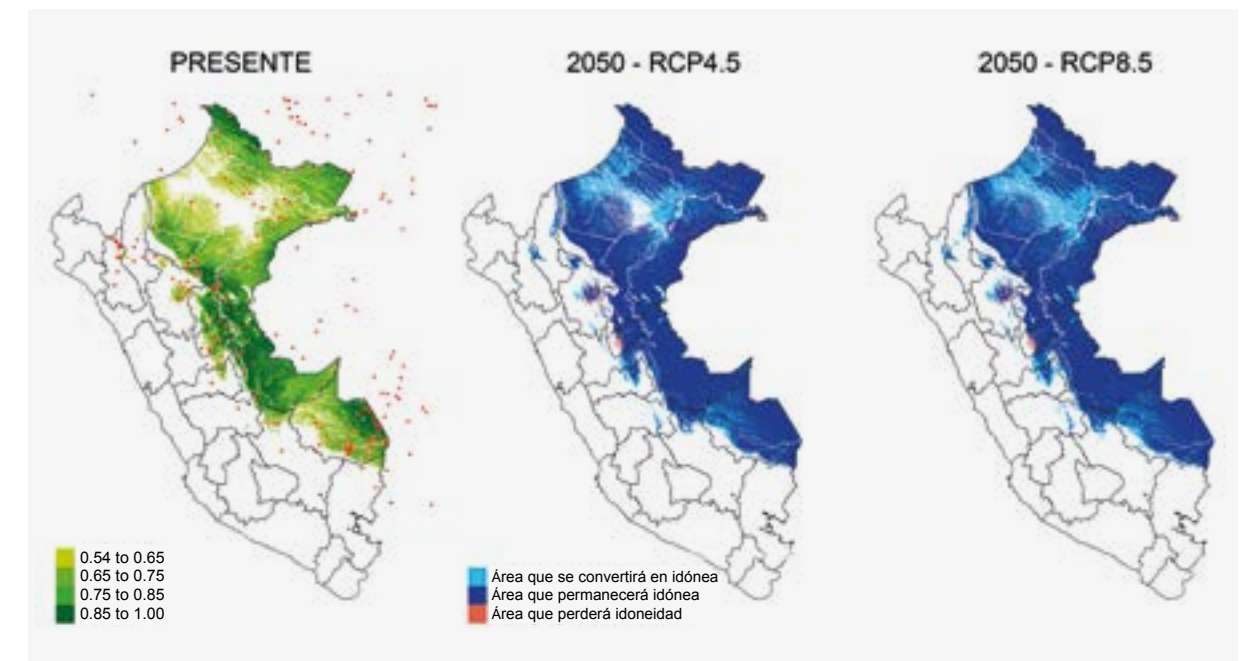 PRESENTE
2050 - RCP4.5
2050 - RCP8.5
0.54 to 0.65
0.65 to 0.75
0.75 to 0.85
0.85 to 1.00
Área que se convertirá en idónea
Área que permanecerá idónea
Área que perderá idoneidad